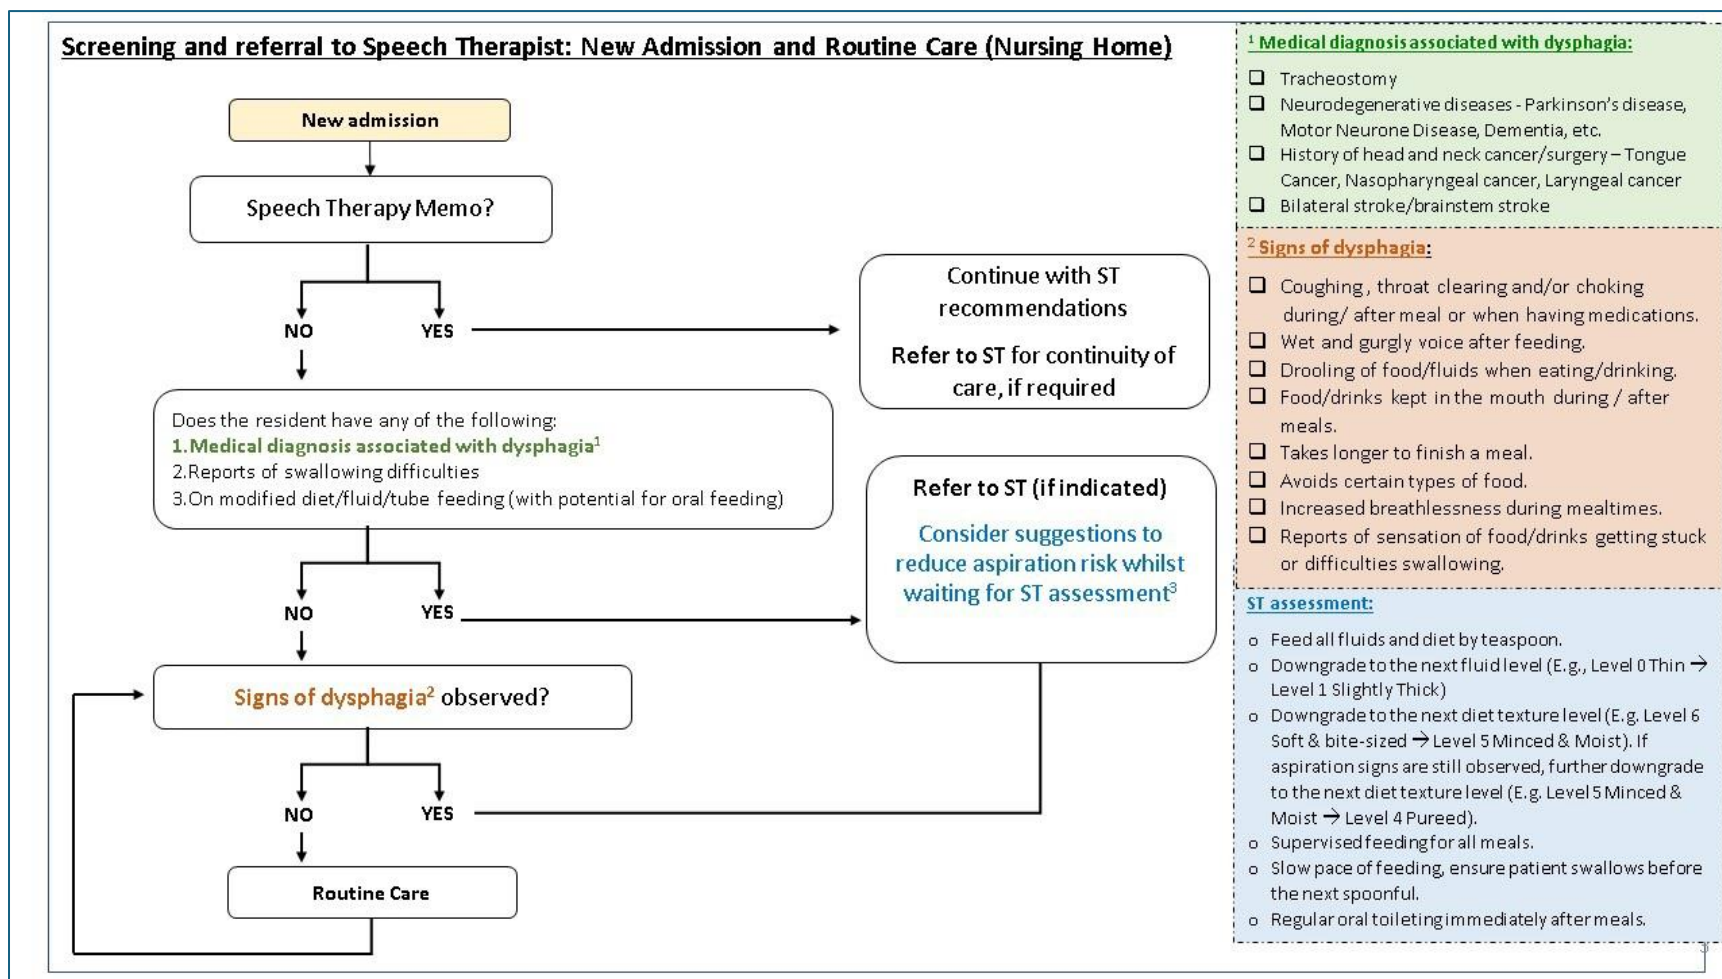 Screening and referral to Speech Therapist: New Admission and Routine Care (Nursing Home)
New admission
Speech Therapy Memo?
NO
YES
Continue with ST
recommendations
Refer to ST for continuity of
care, if required
Does the resident have any of the following:
1.Medical diagnosis associated with dysphagia1
2.Reports of swallowing difficulties
3.On modified diet/fluid/tube feeding (with potential for oral feeding)
NO
YES
Refer to ST (if indicated)
Consider suggestions to
reduce aspiration risk whilst
waiting for ST assessment3
Signs of dysphagia2 observed?
NO
YES
Routine Care
1 Medical diagnosis associated with dysphagia:
❑ Tracheostomy
❑ Neurodegenerative diseases - Parkinson's disease,
Motor Neurone Disease, Dementia, etc.
❑ History of head and neck cancer/surgery – Tongue
Cancer, Nasopharyngeal cancer, Laryngeal cancer
❑ Bilateral stroke/brainstem stroke
2 Signs of dysphagia:
❑ Coughing , throat clearing and/or choking
during/ after meal or when having medications.
❑ Wet and gurgly voice after feeding.
❑ Drooling of food/fluids when eating/drinking.
❑ Food/drinks kept in the mouth during / after
meals.
❑ Takes longer to finish a meal.
❑ Avoids certain types of food.
❑ Increased breathlessness during mealtimes.
❑ Reports of sensation of food/drinks getting stuck
or difficulties swallowing.
ST assessment:
o Feed all fluids and diet by teaspoon.
o Downgrade to the next fluid level (E.g., Level 0 Thin →
Level 1 Slightly Thick)
o Downgrade to the next diet texture level (E.g. Level 6
Soft & bite-sized → Level 5 Minced & Moist). If
aspiration signs are still observed, further downgrade
to the next diet texture level (E.g. Level 5 Minced &
Moist → Level 4 Pureed).
o Supervised feeding for all meals.
o Slow pace of feeding, ensure patient swallows before
the next spoonful.
o Regular oral toileting immediately after meals.